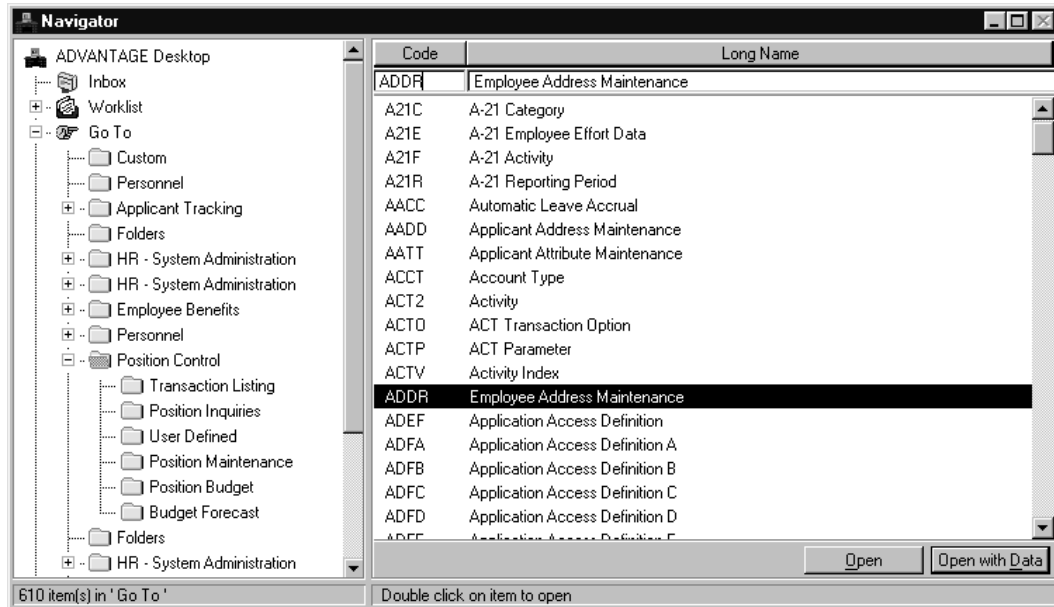 Navigator
ADVANTAGE Desktop
Inbox
Worklist
Go To
Custom
Personnel
Applicant Tracking
Folders
HR - System Administration
HR - System Administration
Employee Benefits
Personnel
Position Control
Transaction Listing
Position Inquiries
User Defined
Position Maintenance
Position Budget
Budget Forecast
Folders
HR - System Administration
Code Long Name
ADDR Employee Address Maintenance
A21C A-21 Category
A21E A-21 Employee Effort Data
A21F A-21 Activity
A21R A-21 Reporting Period
AACC Automatic Leave Accrual
AADD Applicant Address Maintenance
AATT Applicant Attribute Maintenance
ACCT Account Type
ACT2 Activity
ACTO ACT Transaction Option
ACTP ACT Parameter
ACTV Activity Index
ADDR Employee Address Maintenance
ADEF Application Access Definition
ADFA Application Access Definition A
ADFB Application Access Definition B
ADFC Application Access Definition C
ADFD Application Access Definition D
Application Access Definition
Open Open with Data
610 item(s) in ' Go To ' Double click on item to open